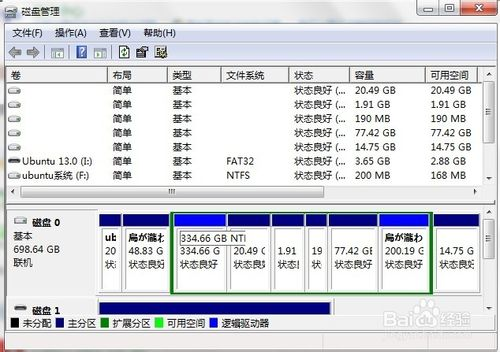 磁盘管理
文件(F) 操作(A) 查看(V) 帮助(H)
卷 布局 类型 文件系统 状态 容量 可用空间
简单 基本 状态良好 (... 20.49 GB 20.49 GB
简单 基本 状态良好 (... 1.91 GB 1.91 GB
简单 基本 状态良好 (... 190 MB 190 MB
简单 基本 状态良好 (... 77.42 GB 77.42 GB
简单 基本 状态良好 (... 14.75 GB 14.75 GB
Ubuntu 13.0 (I:) 简单 基本 FAT32 状态良好 (... 3.65 GB 2.88 GB
ubuntu系统 (F:) 简单 基本 NTFS 状态良好 (... 200 MB 168 MB
磁盘 0
基本
698.64 GB
联机
ub
20
状态
48.83 G
状态良好
334.66 GB NTI
334.66 G
状态良好
20.49 G
状态良好
1.91
状态良
19
状态
77.42 GB
状态良好
200.19 G
状态良好
14.75 G
状态良好
磁盘 1
未分配 主分区 扩展分区 可用空间 逻辑驱动器
Baidu经验